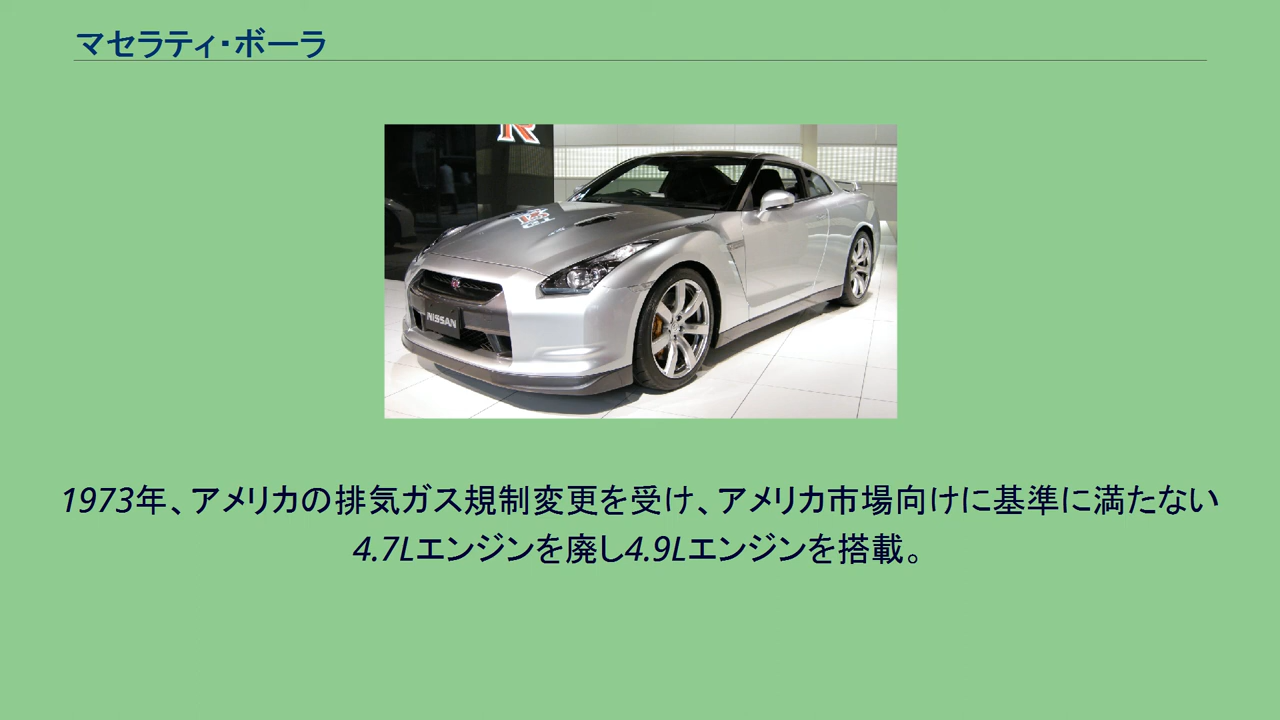 マセラティ・ボーラ
R
NISSAN
1973年、アメリカの排気ガス規制変更を受け、アメリカ市場向けに基準に満たない
4.7Lエンジンを廃し4.9Lエンジンを搭載。